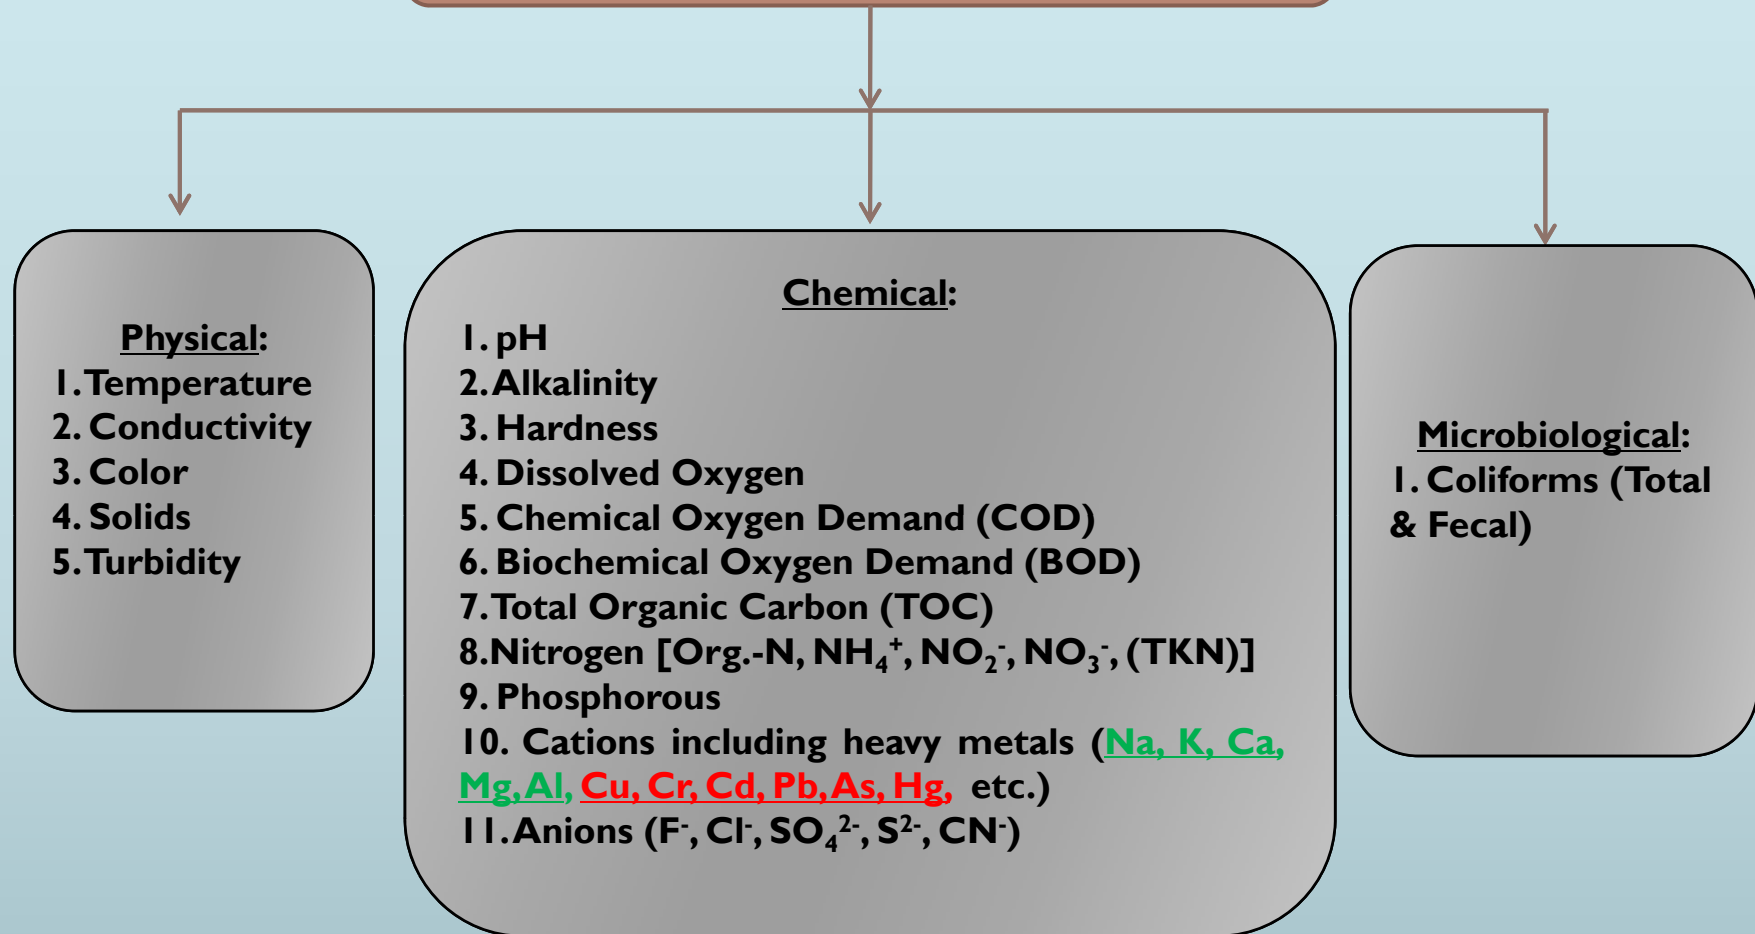 Physical:
1. Temperature
2. Conductivity
3. Color
4. Solids
5. Turbidity
Chemical:
1. pH
2. Alkalinity
3. Hardness
4. Dissolved Oxygen
5. Chemical Oxygen Demand (COD)
6. Biochemical Oxygen Demand (BOD)
7. Total Organic Carbon (TOC)
8.Nitrogen [Org.-N, NH₄⁺, NO₂⁻, NO₃⁻, (TKN)]
9. Phosphorous
10. Cations including heavy metals (Na, K, Ca,
Mg, Al, Cu, Cr, Cd, Pb, As, Hg, etc.)
11. Anions (F⁻, Cl⁻, SO₄²⁻, S²⁻, CN⁻)
Microbiological:
1. Coliforms (Total
& Fecal)